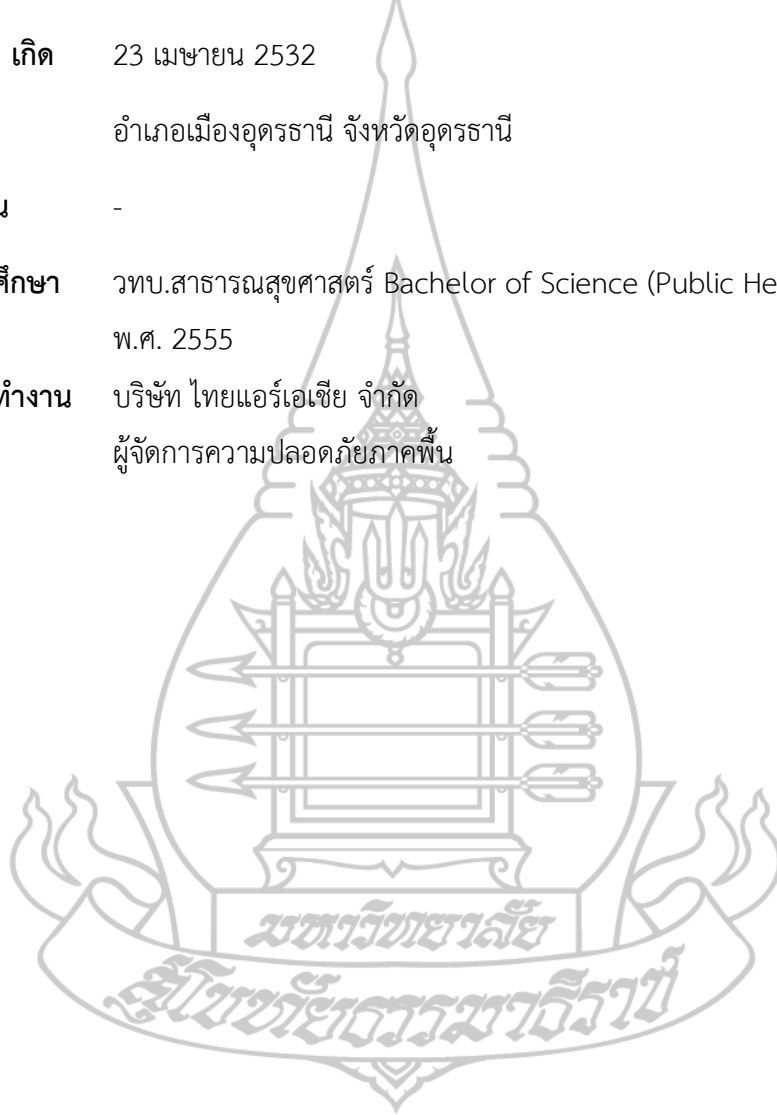 เกิด 23 เมษายน 2532
อำเภอเมืองอุดรธานี จังหวัดอุดรธานี
น -
ศึกษา วทบ.สาธารณสุขศาสตร์ Bachelor of Science (Public He
พ.ศ. 2555
ทำงาน บริษัท ไทยแอร์เอเชีย จำกัด
ผู้จัดการความปลอดภัยภาคพื้น
มหาวิทยาลัย
สุโขทัยธรรมาธิราช